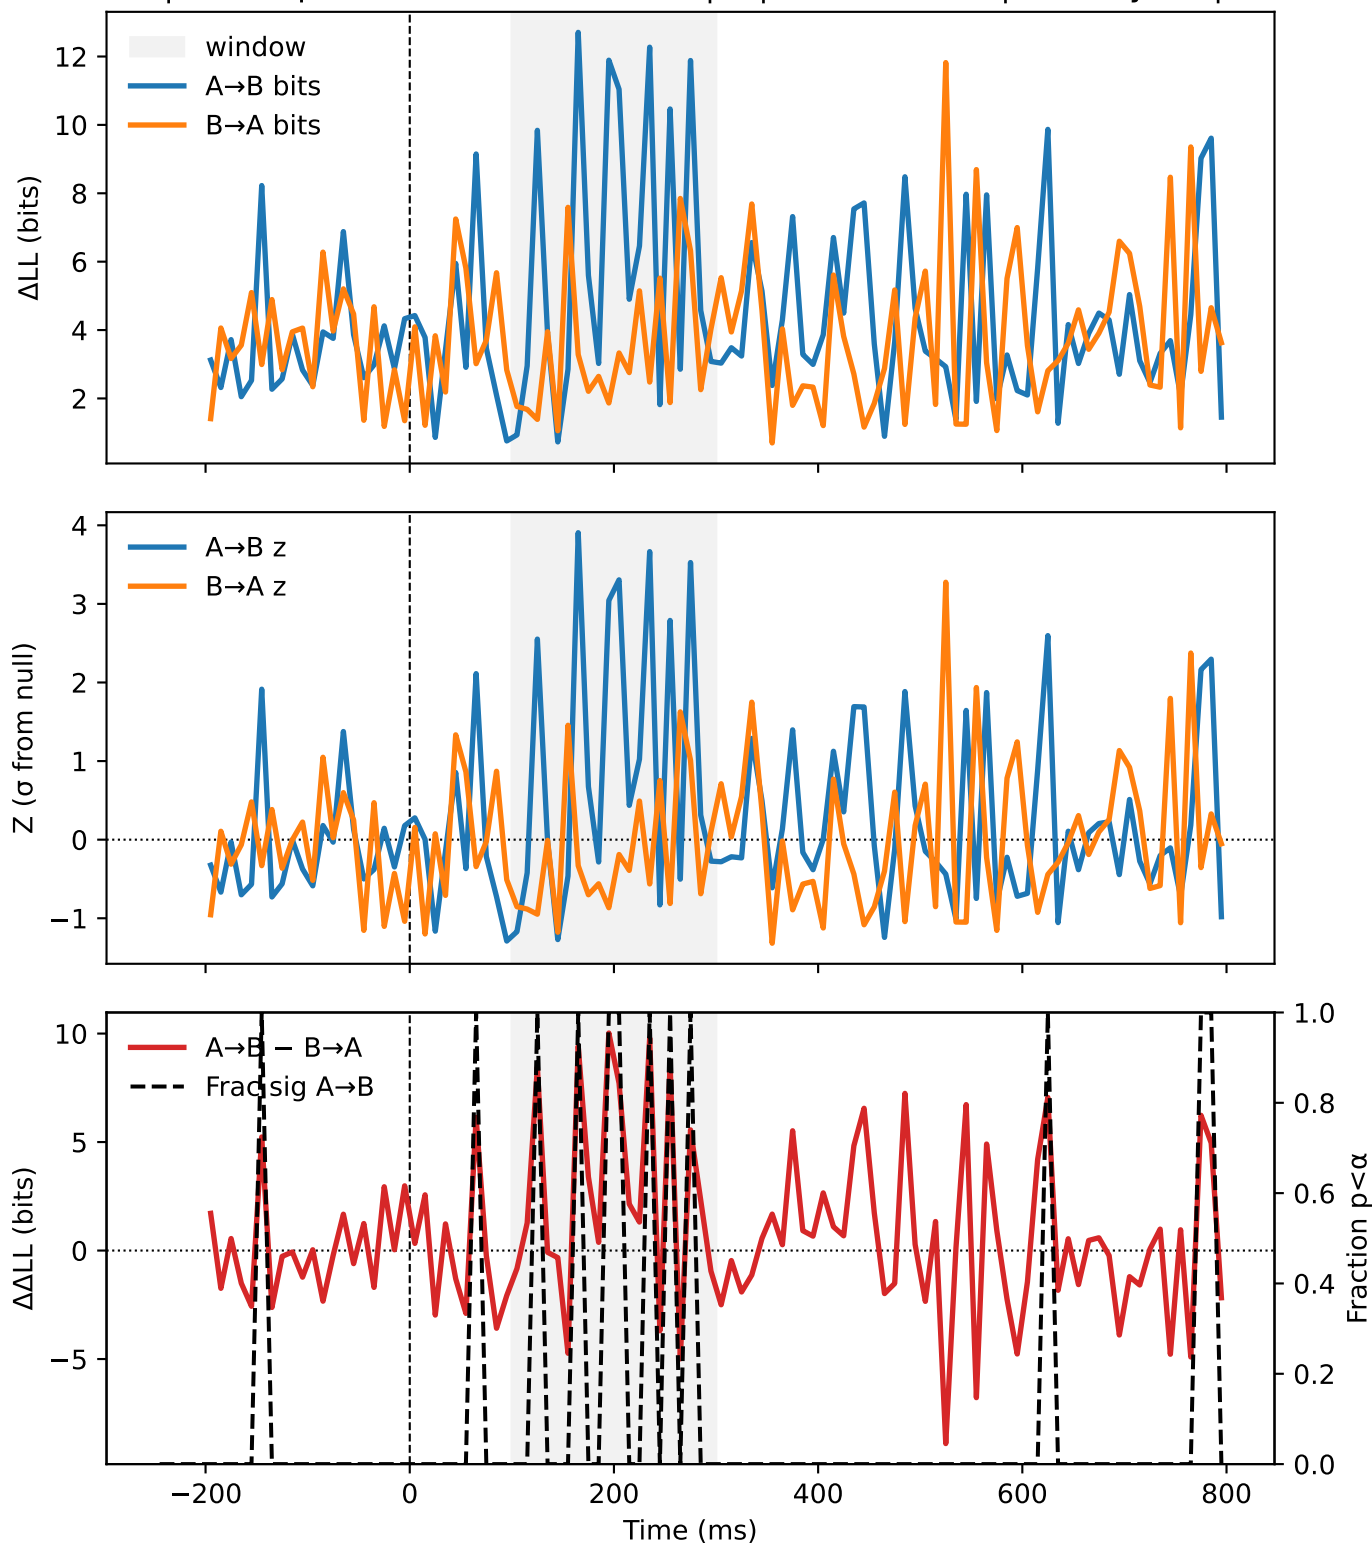 12
10
8
6
4
2
ΔLL (bits)
window
A→B bits
B→A bits
4
3
2
1
0
−1
Z (σ from null)
A→B z
B→A z
10
5
0
−5
ΔΔLL (bits)
A→B − B→A
Frac sig A→B
1.0
0.8
0.6
0.4
0.2
0.0
Fraction p<α
−200 0 200 400 600 800
Time (ms)